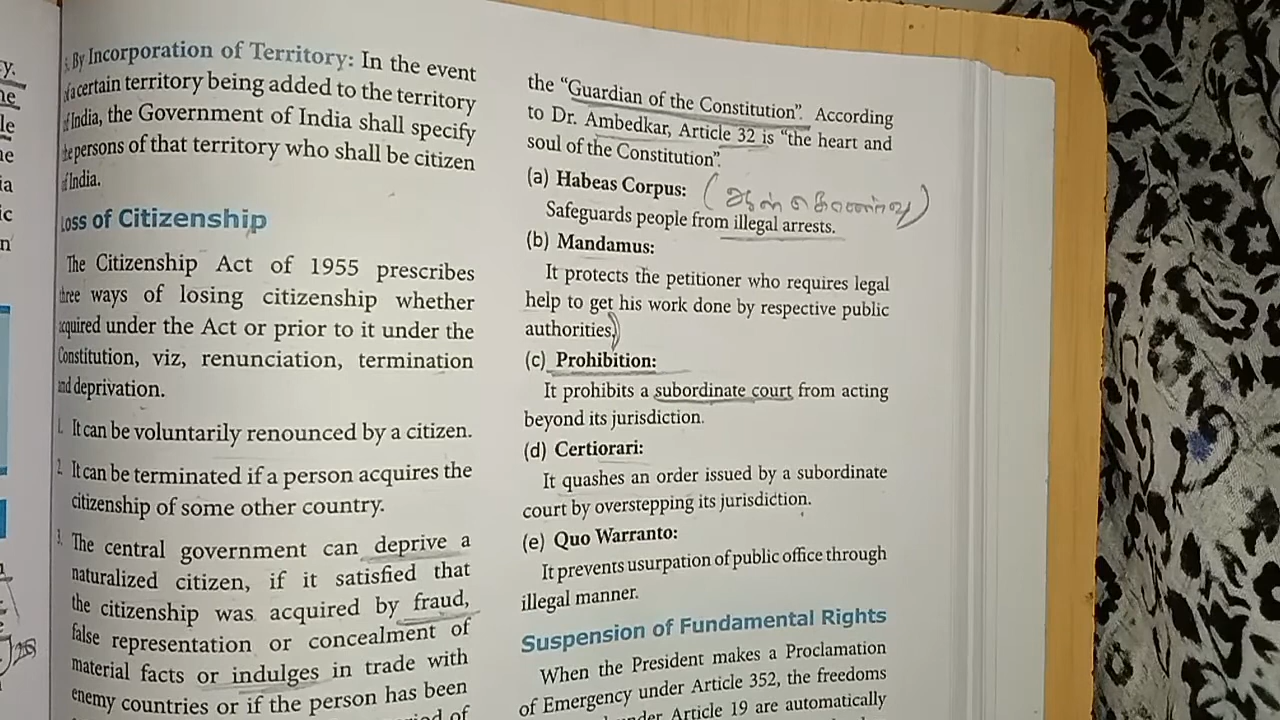 By Incorporation of Territory: In the event
a certain territory being added to the territory
India, the Government of India shall specify
persons of that territory who shall be citizen
India.
Loss of Citizenship
The Citizenship Act of 1955 prescribes
three ways of losing citizenship whether
acquired under the Act or prior to it under the
Constitution, viz, renunciation, termination
and deprivation.
It can be voluntarily renounced by a citizen.
2. It can be terminated if a person acquires the
citizenship of some other country.
The central government can deprive a
naturalized citizen, if it satisfied that
the citizenship was acquired by fraud,
false representation or concealment of
material facts or indulges in trade with
enemy countries or if the person has been
of
the “Guardian of the Constitution”. According
to Dr. Ambedkar, Article 32 is “the heart and
soul of the Constitution”.
(a) Habeas Corpus:
Safeguards people from illegal arrests.
(b) Mandamus:
It protects the petitioner who requires legal
help to get his work done by respective public
authorities.
(c) Prohibition:
It prohibits a subordinate court from acting
beyond its jurisdiction.
(d) Certiorari:
It quashes an order issued by a subordinate
court by overstepping its jurisdiction.
(e) Quo Warranto:
It prevents usurpation of public office through
illegal manner.
Suspension of Fundamental Rights
When the President makes a Proclamation
of Emergency under Article 352, the freedoms
Article 19 are automatically